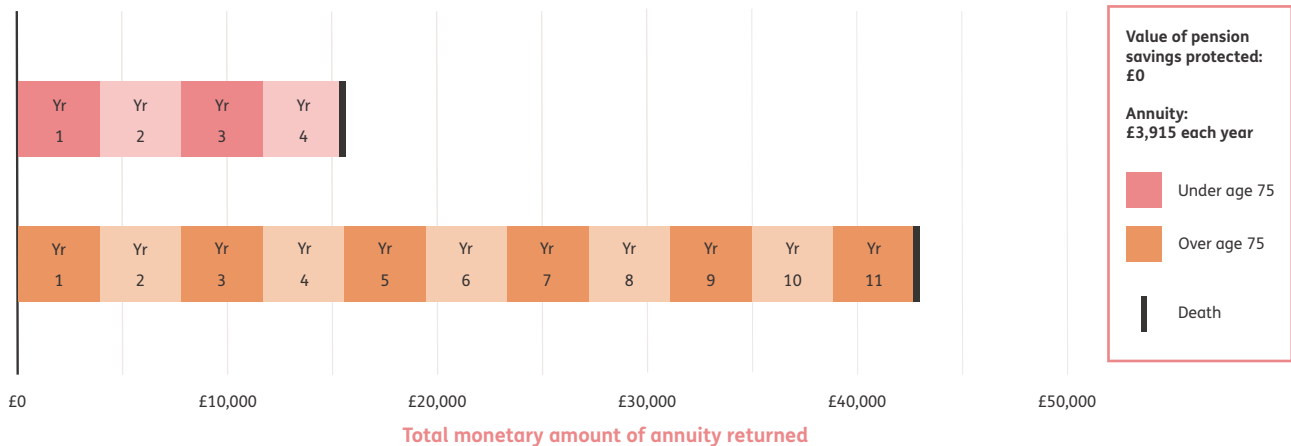 Yr Yr Yr Yr
1 2 3 4
Yr Yr Yr Yr Yr Yr Yr Yr Yr Yr Yr
1 2 3 4 5 6 7 8 9 10 11
£0 £10,000 £20,000 £30,000 £40,000 £50,000
Total monetary amount of annuity returned
Value of pension
savings protected:
£0
Annuity:
£3,915 each year
Under age 75
Over age 75
Death